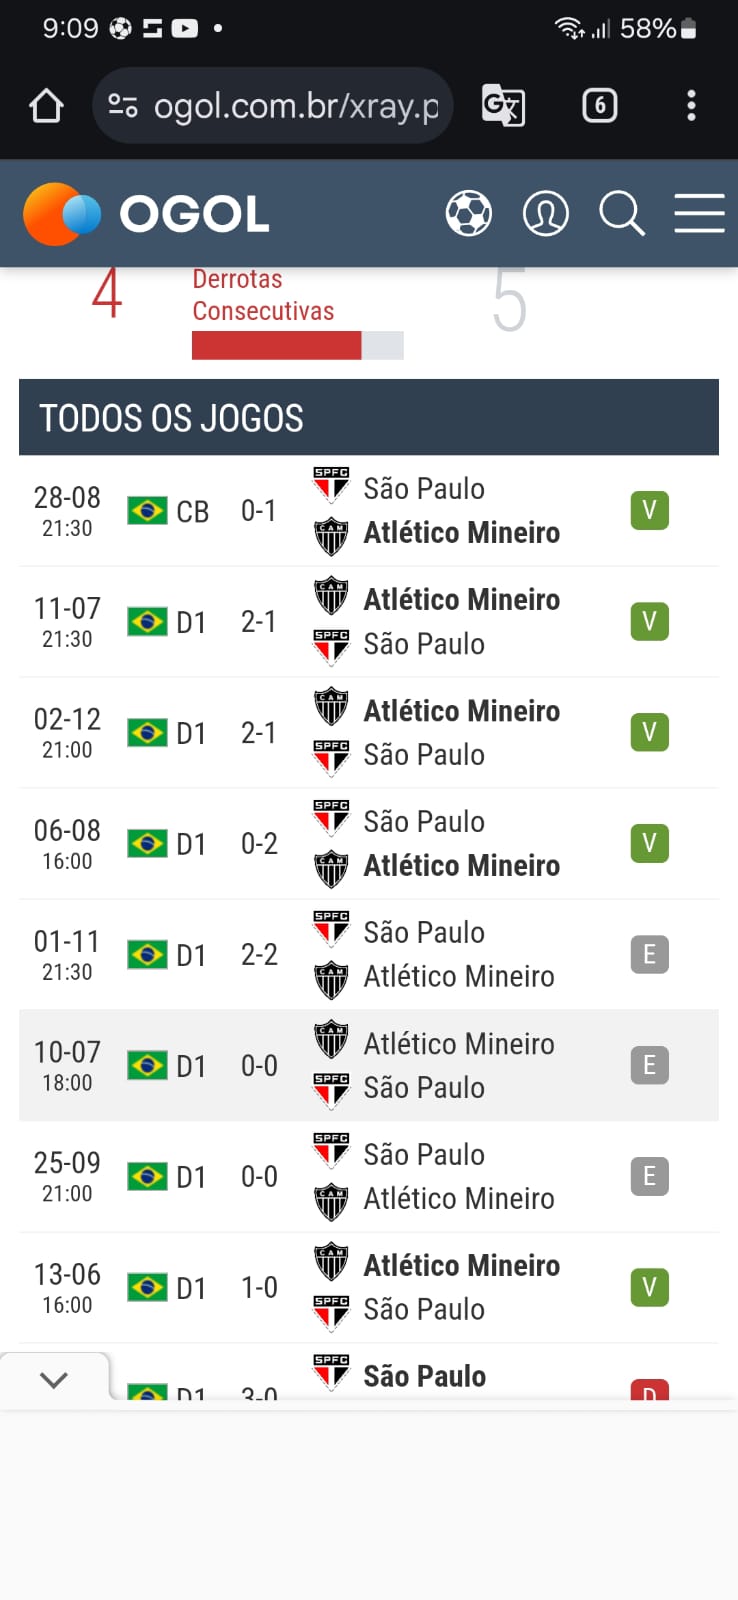 9:09
58%
ogol.com.br/xray.p
6
OGOL
4
Derrotas
Consecutivas
5
TODOS OS JOGOS
28-08
21:30
CB
0-1
São Paulo
Atlético Mineiro
V
11-07
21:30
D1
2-1
Atlético Mineiro
São Paulo
V
02-12
21:00
D1
2-1
Atlético Mineiro
São Paulo
V
06-08
16:00
D1
0-2
São Paulo
Atlético Mineiro
V
01-11
21:30
D1
2-2
São Paulo
Atlético Mineiro
E
10-07
18:00
D1
0-0
Atlético Mineiro
São Paulo
E
25-09
21:00
D1
0-0
São Paulo
Atlético Mineiro
E
13-06
16:00
D1
1-0
Atlético Mineiro
São Paulo
V
D1
3-0
São Paulo
D